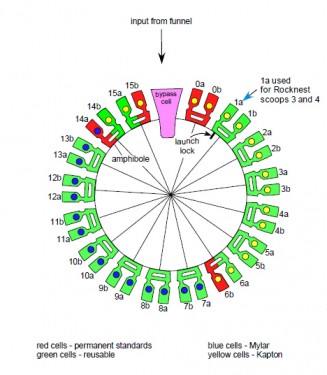 input from funnel
bypass
cell
0a
0b
1a used
for Rocknest
scoops 3 and 4
1a
1b
2a
2b
3a
3b
4a
4b
5a
5b
6a
6b
7a
7b
8a
8b
9a
9b
10a
10b
11a
11b
12a
12b
13a
13b
14a
14b
15a
15b
launch
lock
amphibole
red cells - permanent standards
green cells - reusable
blue cells - Mylar
yellow cells - Kapton